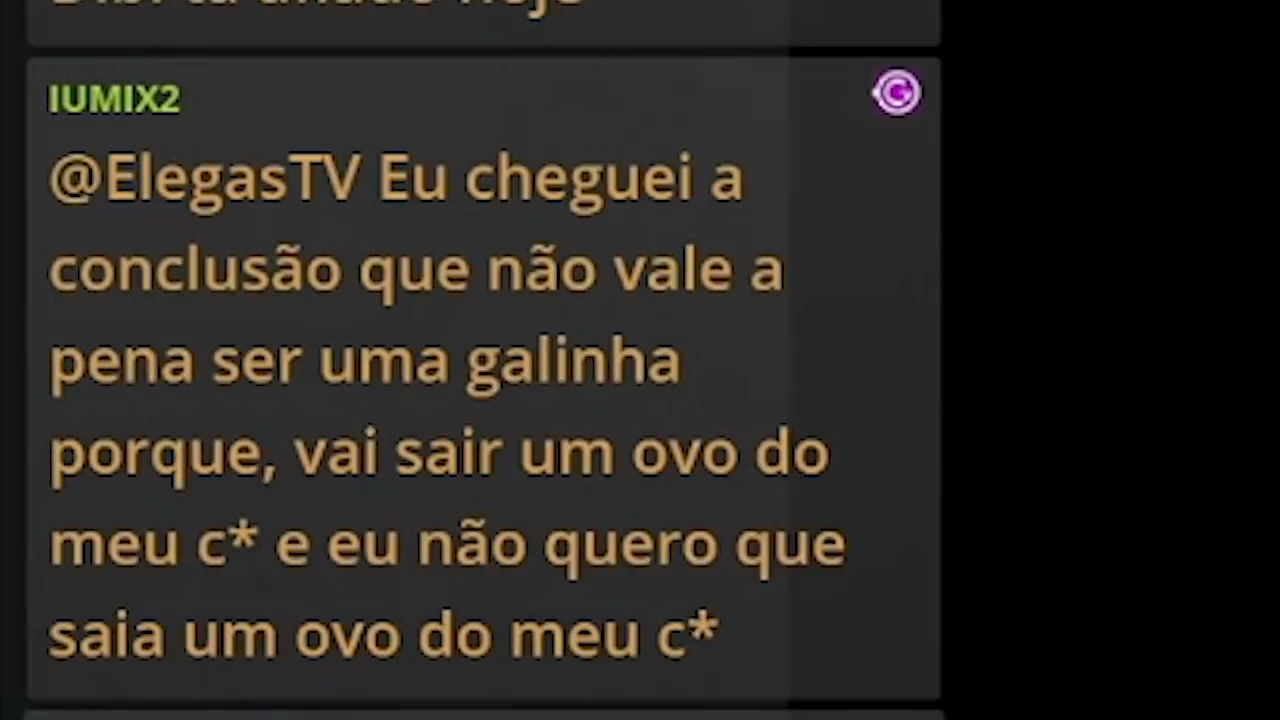 IUMIX2
@ElegasTV Eu cheguei a
conclusão que não vale a
pena ser uma galinha
porque, vai sair um ovo do
meu c* e eu não quero que
saia um ovo do meu c*